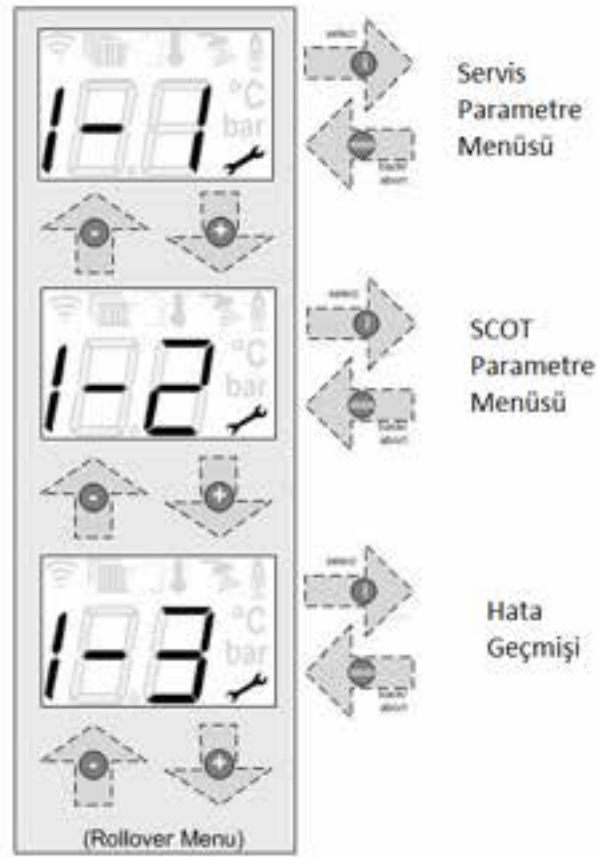 select
°C
bar
1-1
back/
abort
Servis
Parametre
Menüsü
-
+
select
°C
bar
1-2
back/
abort
SCOT
Parametre
Menüsü
-
+
select
°C
bar
1-3
back/
abort
Hata
Geçmişi
-
+
(Rollover Menu)